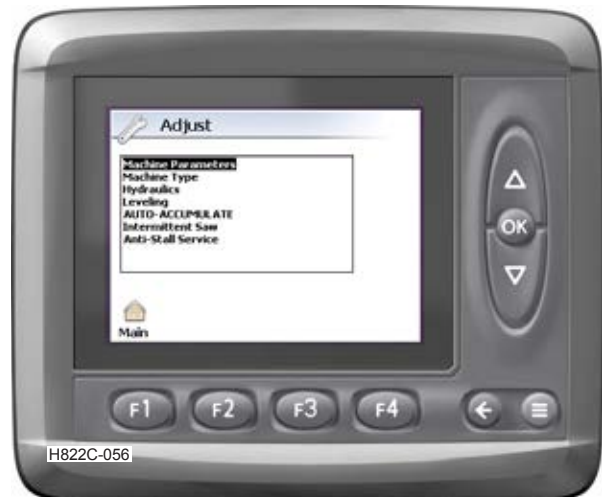 Adjust
Machine Parameters
Machine Type
Hydraulics
Leveling
AUTO-ACCUMULATE
Intermittent Saw
Anti-Stall Service
Main
OK
F1 F2 F3 F4
H822C-056